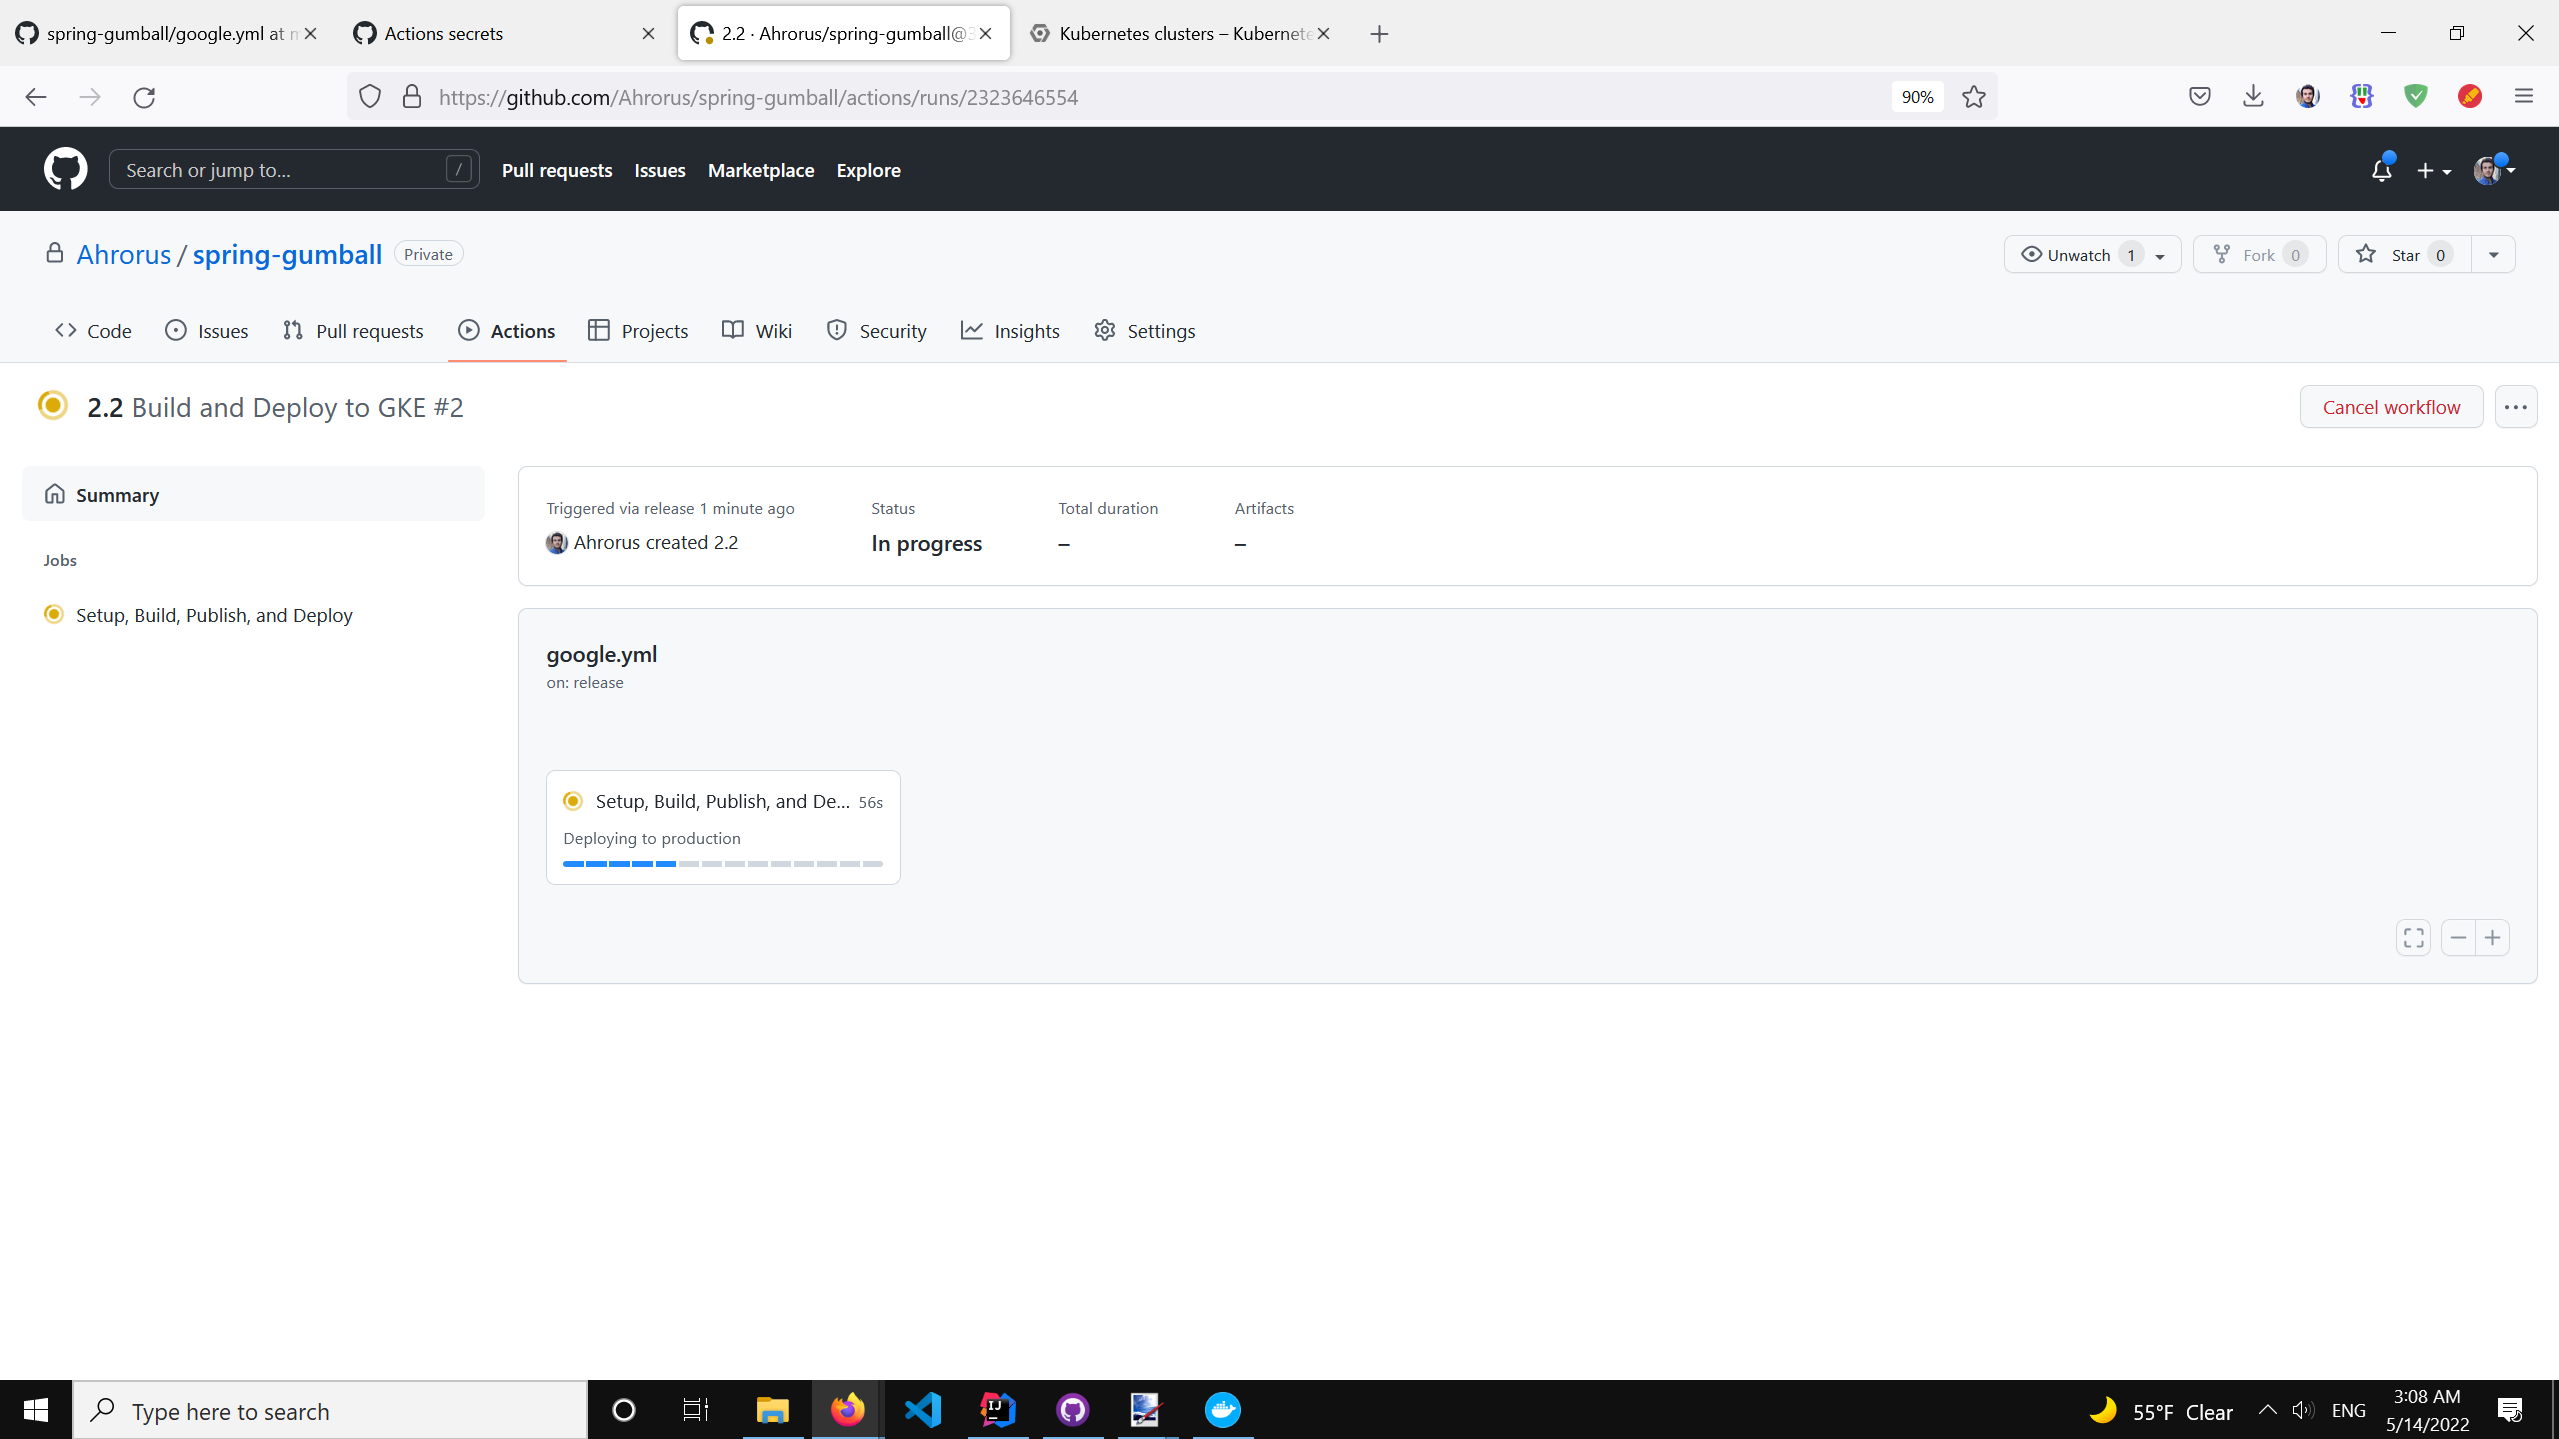 spring-gumball/google.yml at m
Actions secrets
2.2 · Ahrorus/spring-gumball@3
Kubernetes clusters – Kubernete
https://github.com/Ahrorus/spring-gumball/actions/runs/2323646554
90%
Search or jump to...
/
Pull requests
Issues
Marketplace
Explore
Ahrorus / spring-gumball
Private
Unwatch 1
Fork 0
Star 0
Code
Issues
Pull requests
Actions
Projects
Wiki
Security
Insights
Settings
2.2 Build and Deploy to GKE #2
Cancel workflow
Summary
Jobs
Setup, Build, Publish, and Deploy
Triggered via release 1 minute ago
Ahrorus created 2.2
Status
In progress
Total duration
–
Artifacts
–
google.yml
on: release
Setup, Build, Publish, and De... 56s
Deploying to production
Type here to search
IJ
55°F Clear
ENG
3:08 AM
5/14/2022